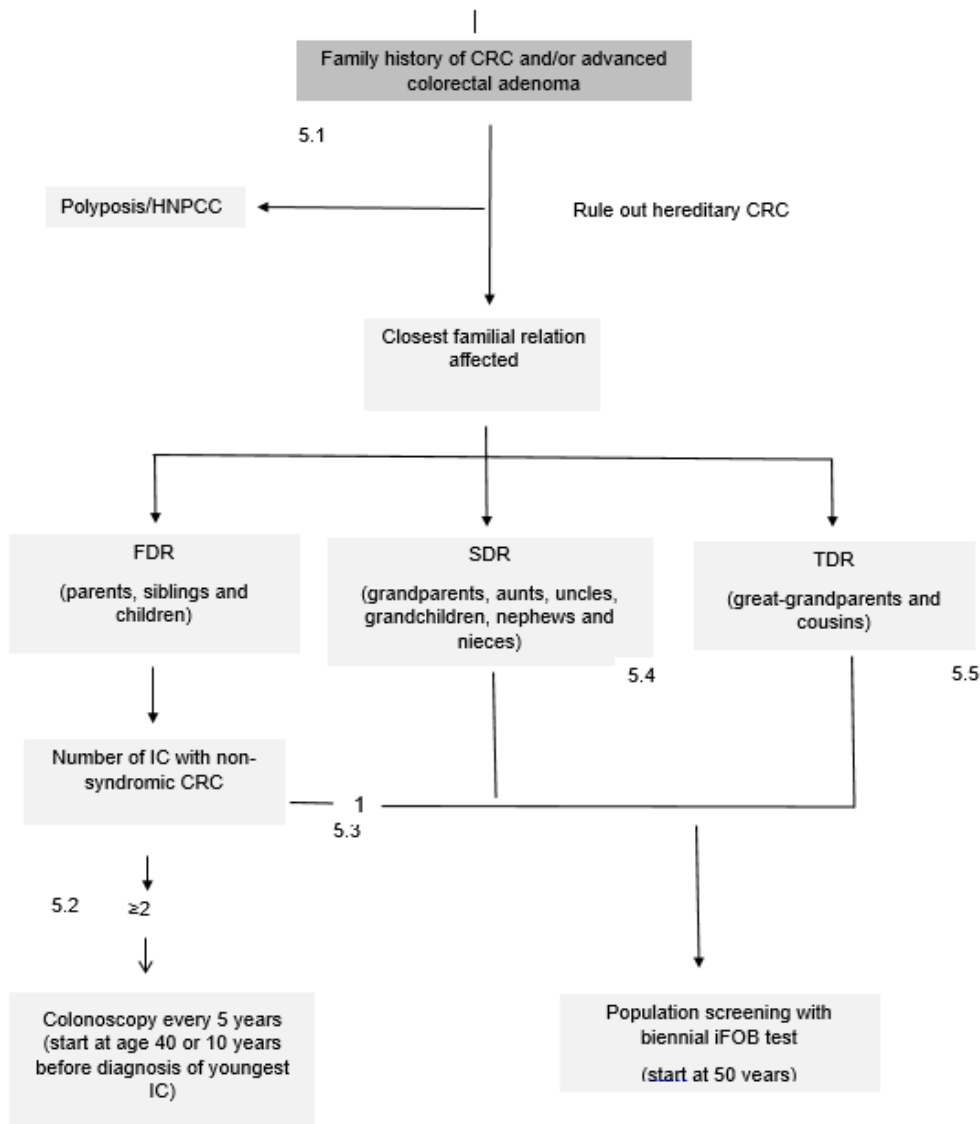 Family history of CRC and/or advanced
colorectal adenoma
5.1
Polyposis/HNPCC
Rule out hereditary CRC
Closest familial relation
affected
FDR
(parents, siblings and
children)
SDR
(grandparents, aunts, uncles,
grandchildren, nephews and
nieces)
TDR
(great-grandparents and
cousins)
5.4
5.5
Number of IC with non-
syndromic CRC
1
5.3
5.2
≥2
Colonoscopy every 5 years
(start at age 40 or 10 years
before diagnosis of youngest
IC)
Population screening with
biennial iFOB test
(start at 50 years)